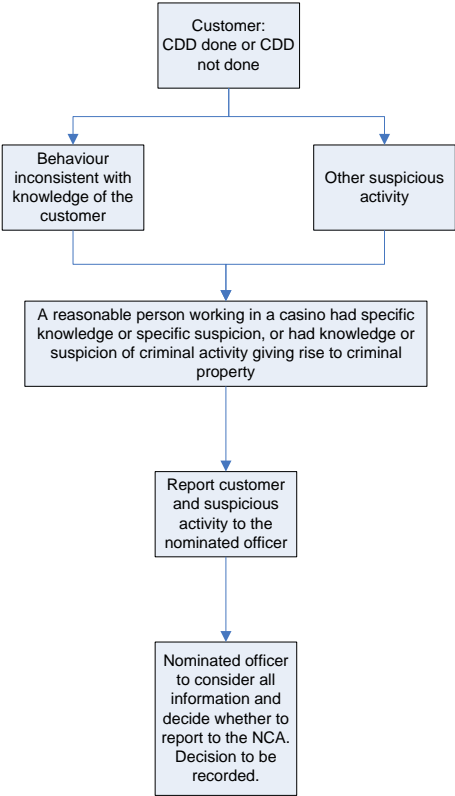 Customer:
CDD done or CDD
not done
Behaviour
inconsistent with
knowledge of the
customer
Other suspicious
activity
A reasonable person working in a casino had specific
knowledge or specific suspicion, or had knowledge or
suspicion of criminal activity giving rise to criminal
property
Report customer
and suspicious
activity to the
nominated officer
Nominated officer
to consider all
information and
decide whether to
report to the NCA.
Decision to be
recorded.